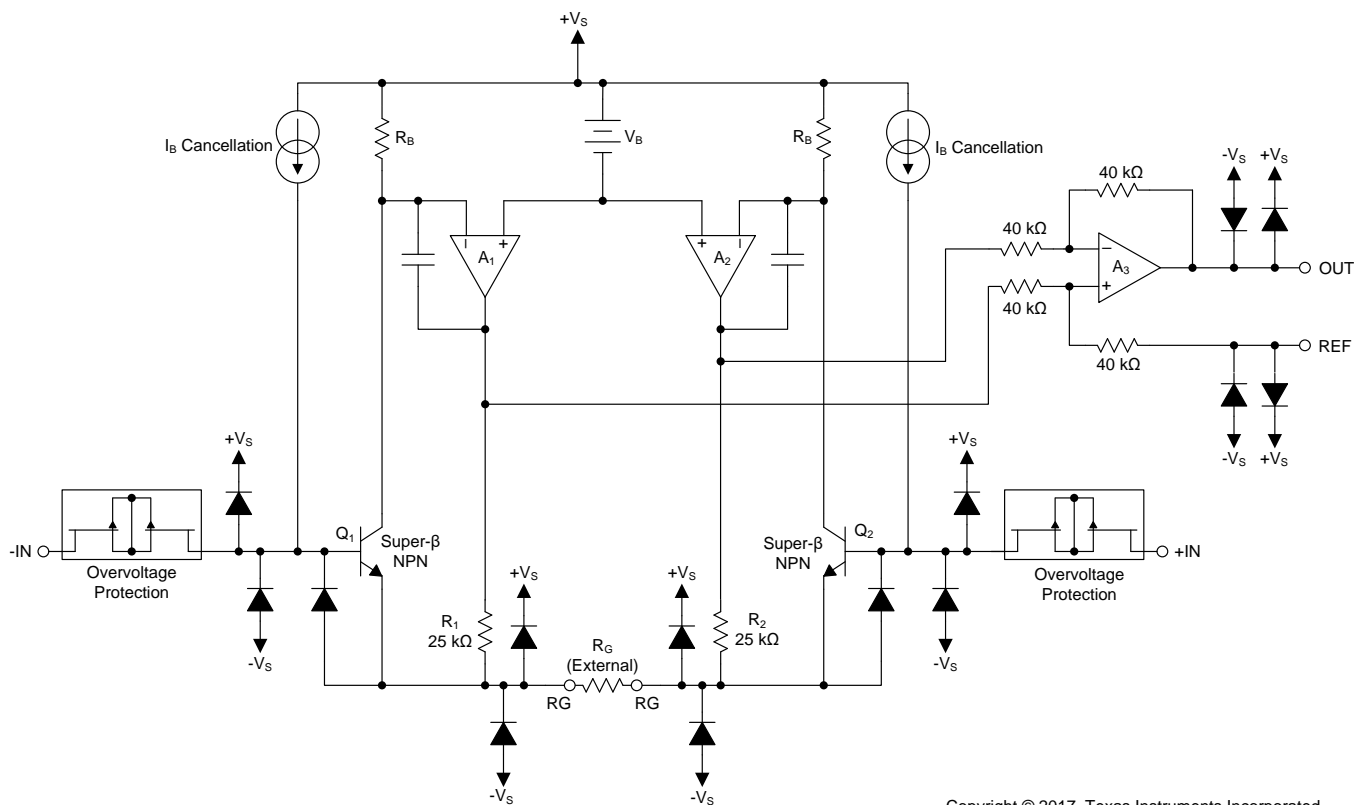 +VS
IB Cancellation
RB
VB
RB
IB Cancellation
-VS
+VS
40 kΩ
40 kΩ
A1
A2
A3
OUT
40 kΩ
REF
40 kΩ
-VS
+VS
+VS
+VS
-IN
Q1
Super-β
NPN
Q2
Super-β
NPN
+IN
Overvoltage
Protection
Overvoltage
Protection
+VS
+VS
R1
25 kΩ
R2
25 kΩ
RG
(External)
-VS
-VS
RG
RG
-VS
-VS
Copyright © 2017, Texas Instruments Incorporated